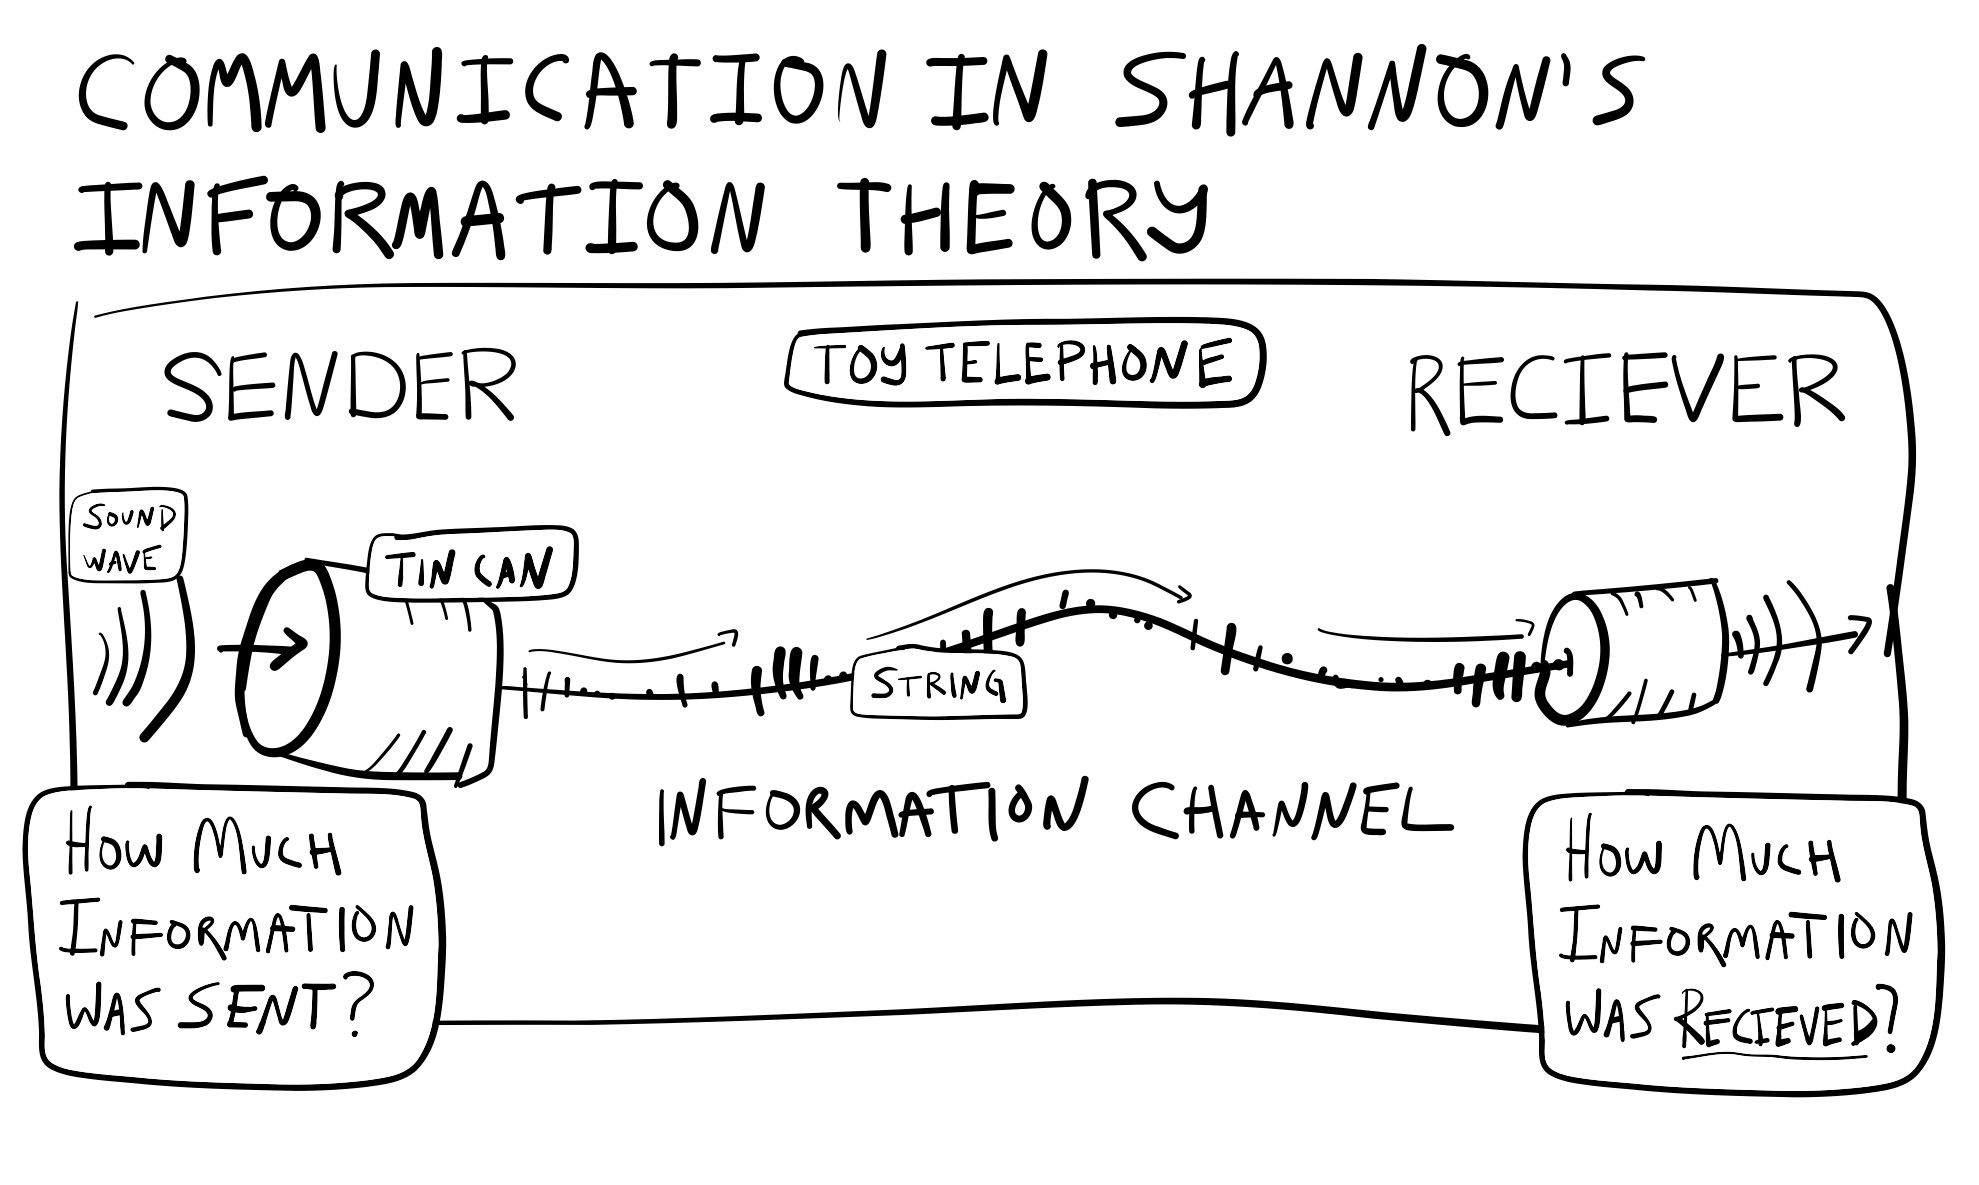 COMMUNICATION IN SHANNON'S
INFORMATION THEORY
SENDER
TOY TELEPHONE
RECIEVER
SOUND
WAVE
TIN CAN
STRING
INFORMATION CHANNEL
HOW MUCH
INFORMATION
WAS SENT?
HOW MUCH
INFORMATION
WAS RECIEVED?